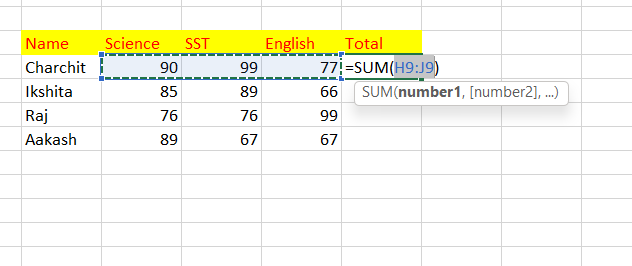 Name Science SST English Total
Charchit 90 99 77 =SUM(H9:J9)
Ikshita 85 89 66
SUM(number1, [number2], ...)
Raj 76 76 99
Aakash 89 67 67